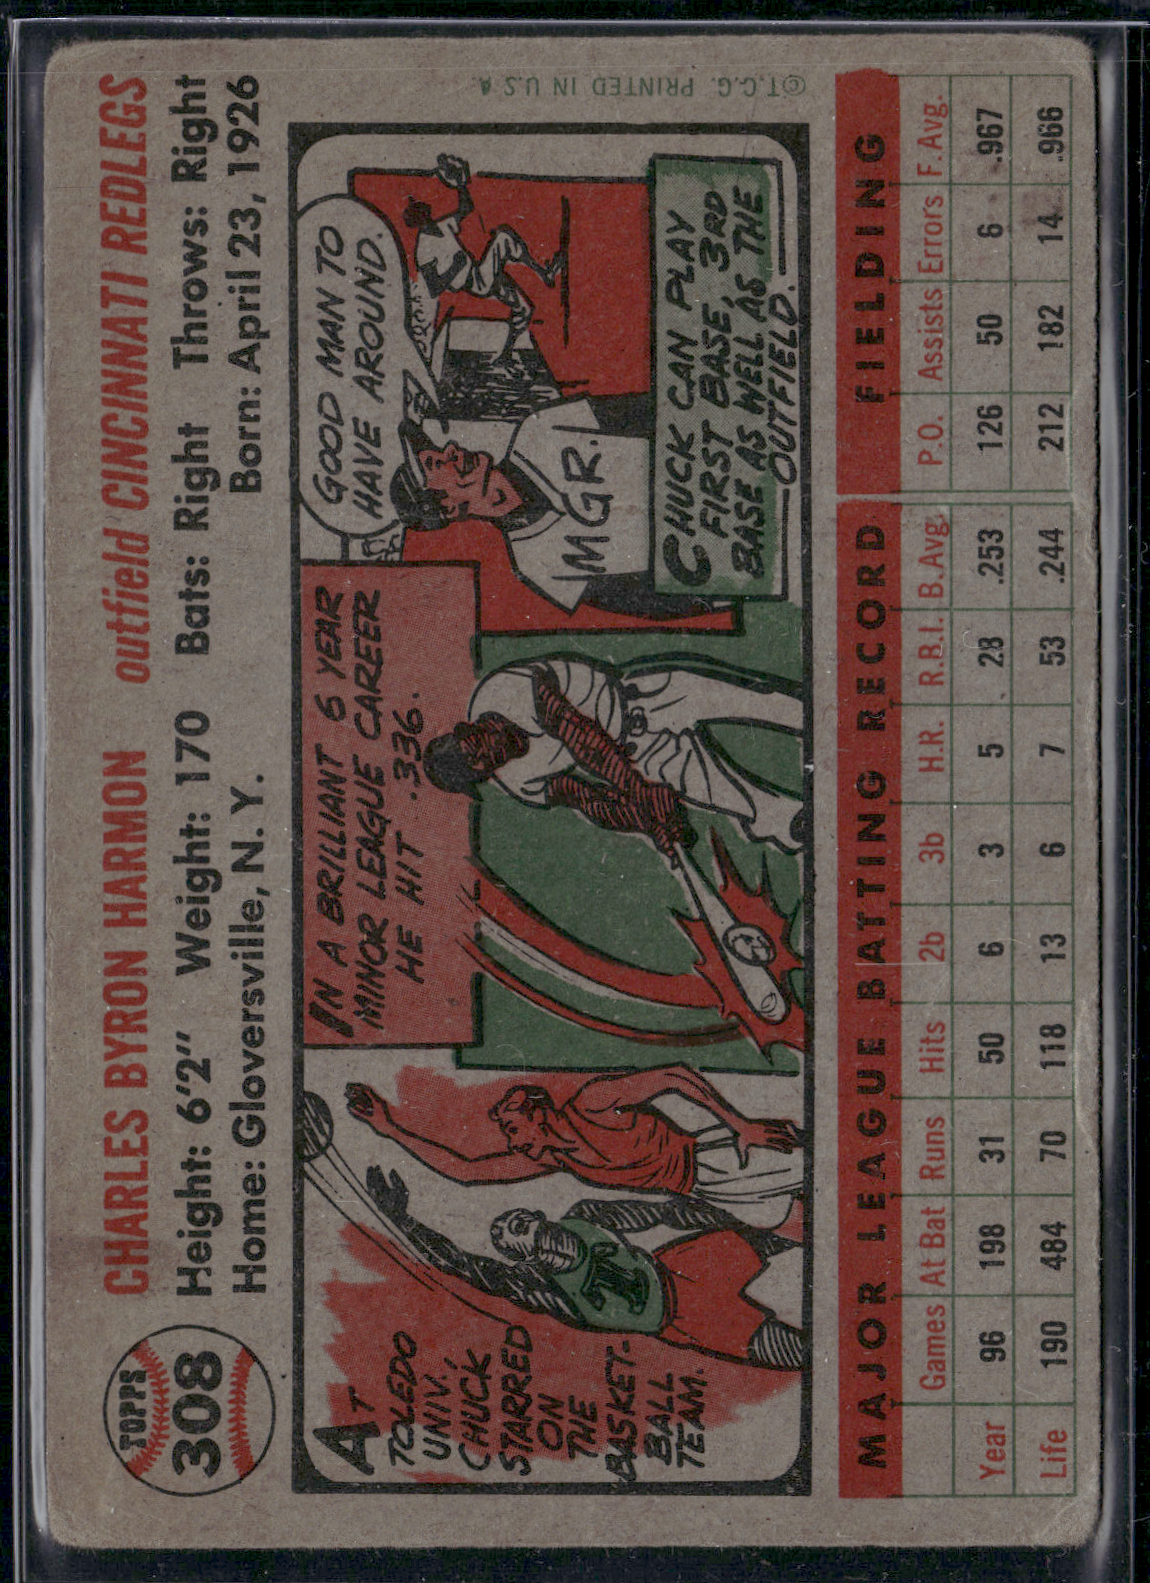 TOPPS
308
CHARLES BYRON HARMON outfield CINCINNATI REDLEGS
Height: 6'2" Weight: 170 Bats: Right Throws: Right
Home: Gloversville, N. Y. Born: April 23, 1926
AT
TOLEDO
UNIV.,
CHUCK
STARRED
ON
THE
BASKET-
BALL
TEAM.
T
IN A BRILLIANT 6 YEAR
MINOR LEAGUE CAREER
HE HIT .336.
GOOD MAN TO
HAVE AROUND.
MGR.
CHUCK CAN PLAY
FIRST BASE, 3RD
BASE AS WELL AS THE
OUTFIELD.
©T.C.G. PRINTED IN U.S.A.
MAJOR LEAGUE BATTING RECORD FIELDING
Games At Bat Runs Hits 2b 3b H.R. R.B.I. B.Avg. P.O. Assists Errors F.Avg.
Year 96 198 31 50 6 3 5 28 .253 126 50 6 .967
Life 190 484 70 118 13 6 7 53 .244 212 182 14 .966